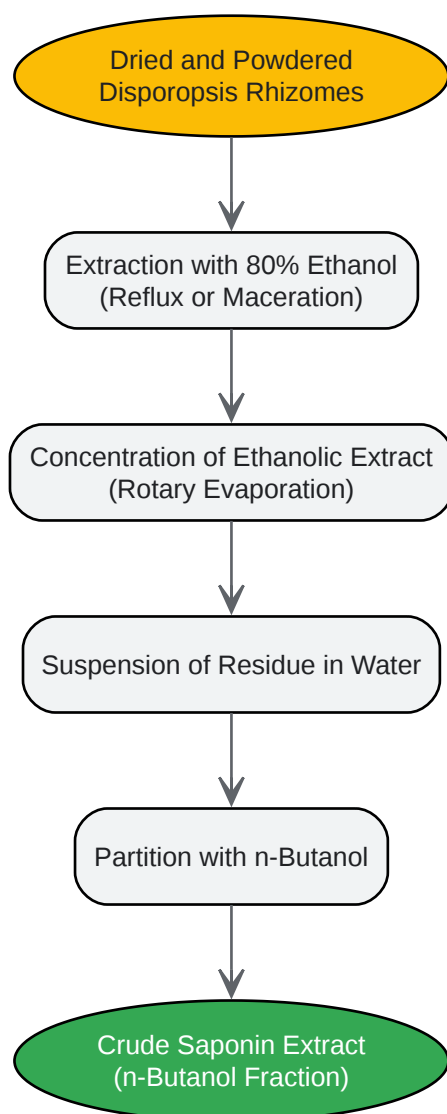 Dried and Powdered
Disporopsis Rhizomes
Extraction with 80% Ethanol
(Reflux or Maceration)
Concentration of Ethanolic Extract
(Rotary Evaporation)
Suspension of Residue in Water
Partition with n-Butanol
Crude Saponin Extract
(n-Butanol Fraction)